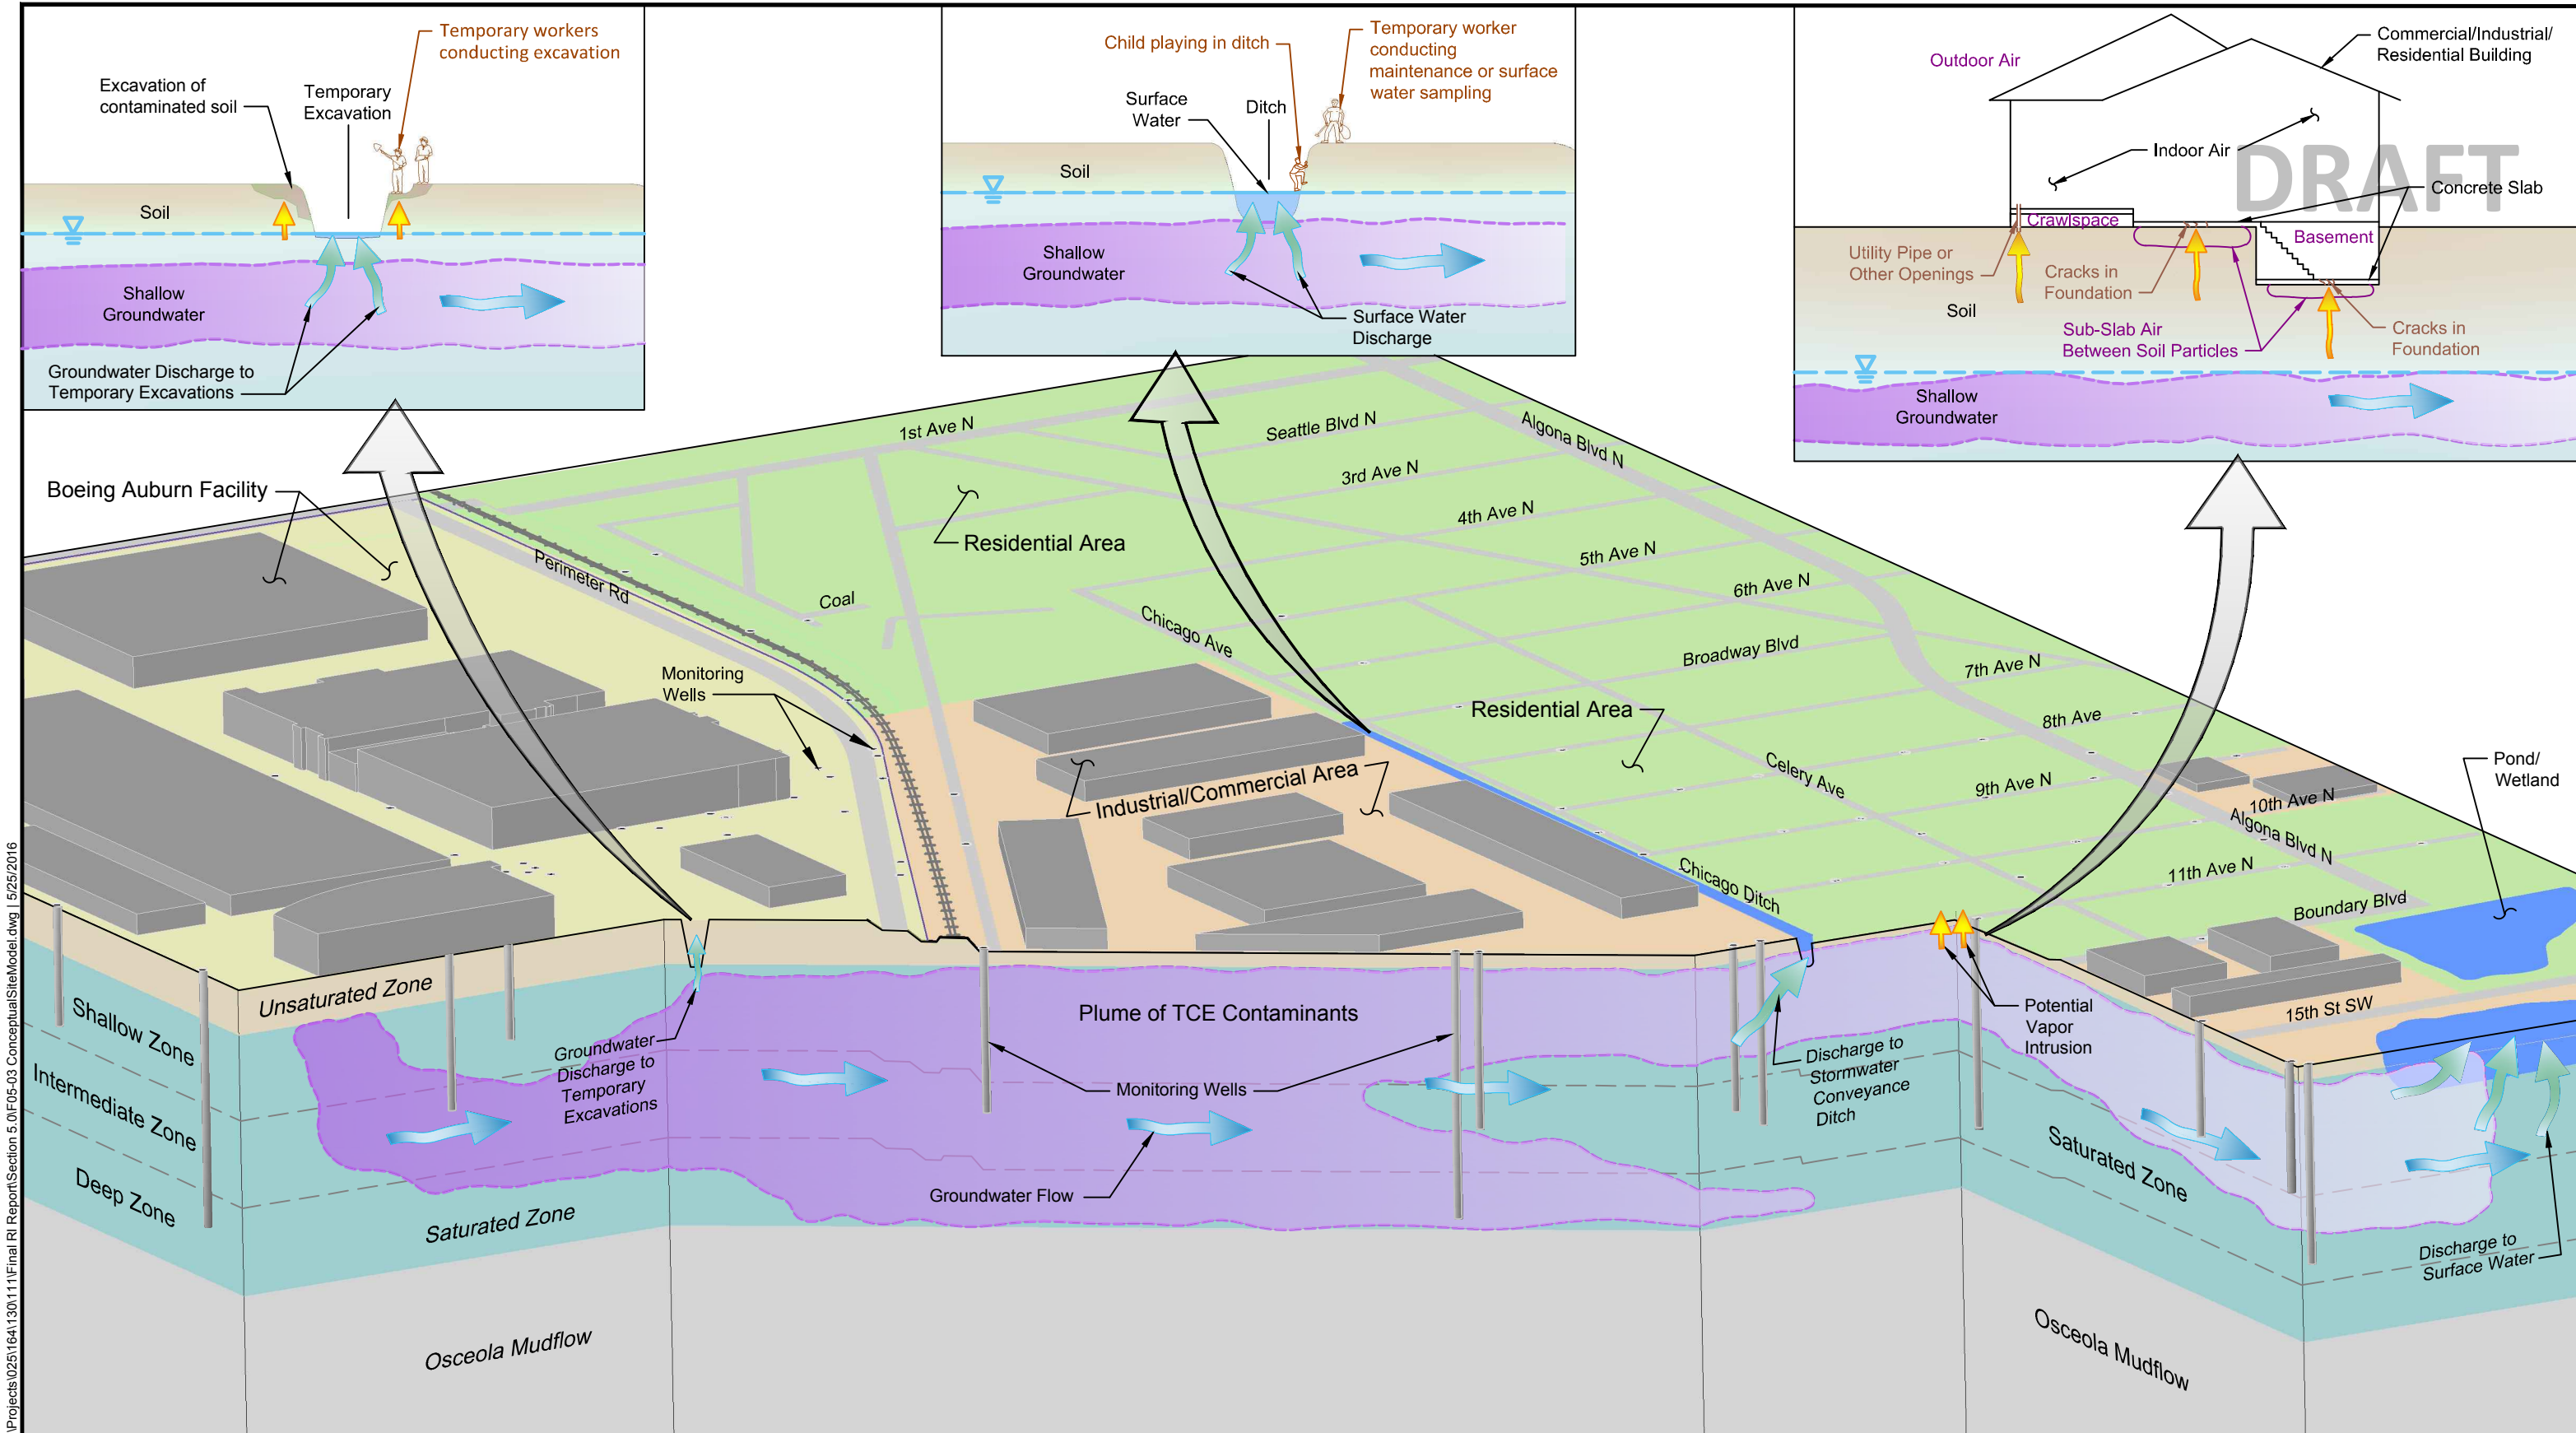 Temporary workers
conducting excavation
Excavation of
contaminated soil
Temporary
Excavation
Soil
Shallow
Groundwater
Groundwater Discharge to
Temporary Excavations
Child playing in ditch
Temporary worker
conducting
maintenance or surface
water sampling
Surface
Water
Ditch
Soil
Shallow
Groundwater
Surface Water
Discharge
Outdoor Air
Commercial/Industrial/
Residential Building
Indoor Air
DRAFT
Concrete Slab
Crawlspace
Basement
Utility Pipe or
Other Openings
Cracks in
Foundation
Soil
Sub-Slab Air
Between Soil Particles
Cracks in
Foundation
Shallow
Groundwater
Boeing Auburn Facility
1st Ave N
Seattle Blvd N
Algona Blvd N
3rd Ave N
4th Ave N
5th Ave N
6th Ave N
Residential Area
Perimeter Rd
Coal
Chicago Ave
Broadway Blvd
7th Ave N
Monitoring
Wells
Residential Area
8th Ave
Celery Ave
9th Ave N
10th Ave N
Algona Blvd N
11th Ave N
Pond/
Wetland
Industrial/Commercial Area
Chicago Ditch
Boundary Blvd
15th St SW
Unsaturated Zone
Shallow Zone
Intermediate Zone
Deep Zone
Groundwater
Discharge to
Temporary
Excavations
Plume of TCE Contaminants
Monitoring Wells
Groundwater Flow
Discharge to
Stormwater
Conveyance
Ditch
Potential
Vapor
Intrusion
Saturated Zone
Saturated Zone
Discharge to
Surface Water
Osceola Mudflow
Osceola Mudflow
\Projects\025\164\130\111\Final RI Report\Section 5.0\F05-03 ConceptualSiteModel.dwg | 5/25/2016